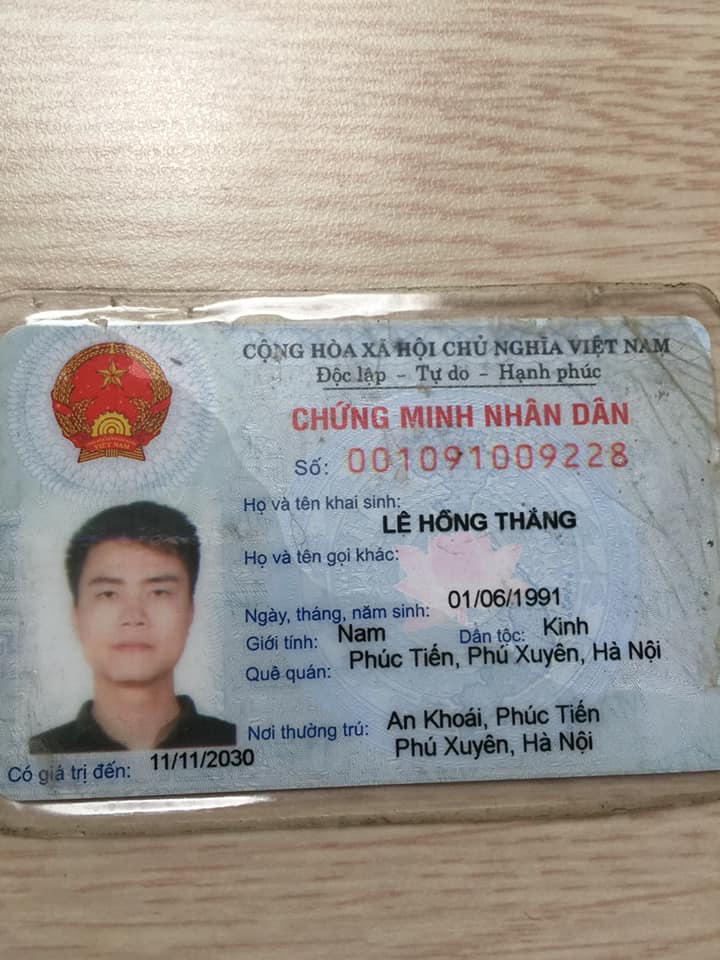 CỘNG HÒA XÃ HỘI CHỦ NGHĨA VIỆT NAM
Độc lập - Tự do - Hạnh phúc
CHỨNG MINH NHÂN DÂN
Số: 001091009228
Họ và tên khai sinh:
LÊ HỒNG THẮNG
Họ và tên gọi khác:
Ngày, tháng, năm sinh: 01/06/1991
Giới tính: Nam Dân tộc: Kinh
Quê quán: Phúc Tiến, Phú Xuyên, Hà Nội
Nơi thường trú: An Khoái, Phúc Tiến
Phú Xuyên, Hà Nội
Có giá trị đến: 11/11/2030
VIỆT NAM